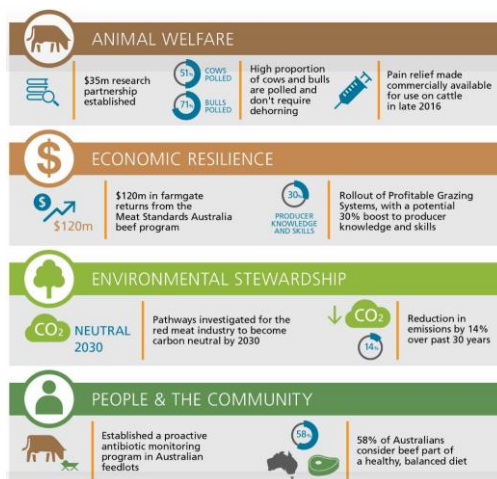 ANIMAL WELFARE
$35m research
partnership
established
51%
COWS
POLLED
71%
BULLS
POLLED
High proportion
of cows and bulls
are polled and
don't require
dehorning
Pain relief made
commercially available
for use on cattle
in late 2016
$
ECONOMIC RESILIENCE
$
$120m
$120m in farmgate
returns from the
Meat Standards Australia
beef program
30%
PRODUCER
KNOWLEDGE
AND SKILLS
Rollout of Profitable Grazing
Systems, with a potential
30% boost to producer
knowledge and skills
ENVIRONMENTAL STEWARDSHIP
CO₂ NEUTRAL
2030
Pathways investigated for the
red meat industry to become
carbon neutral by 2030
CO₂
14%
Reduction in
emissions by 14%
over past 30 years
PEOPLE & THE COMMUNITY
Established a proactive
antibiotic monitoring
program in Australian
feedlots
58%
58% of Australians
consider beef part of
a healthy, balanced diet